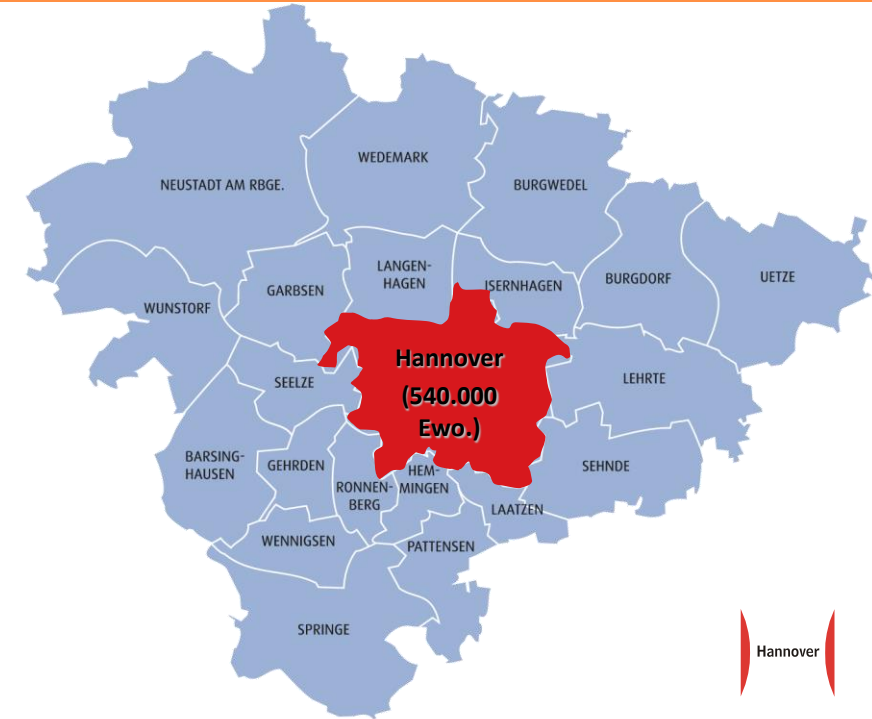 WEDEMARK
NEUSTADT AM RBGE.
BURGWEDEL
LANGEN-
HAGEN
ISERNHAGEN
BURGDORF
UETZE
GARBSEN
WUNSTORF
Hannover
(540.000
Ewo.)
SEELZE
LEHRTE
BARSING-
HAUSEN
GEHRDEN
RONNEN-
BERG
HEM-
MINGEN
SEHNDE
LAATZEN
WENNIGSEN
PATTENSEN
SPRINGE
Hannover